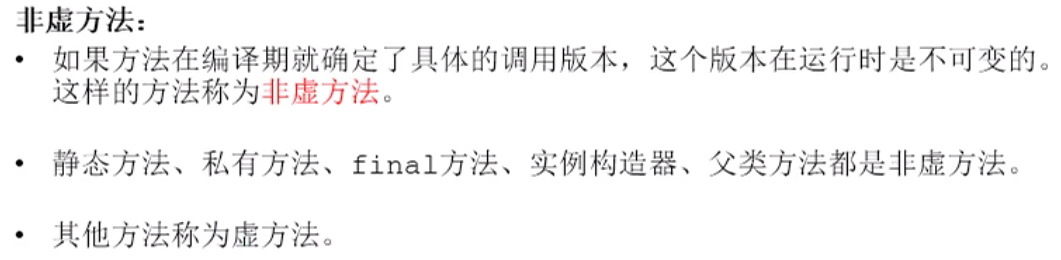 非虚方法：
• 如果方法在编译期就确定了具体的调用版本，这个版本在运行时是不可变的。
这样的方法称为非虚方法。
• 静态方法、私有方法、final方法、实例构造器、父类方法都是非虚方法。
• 其他方法称为虚方法。